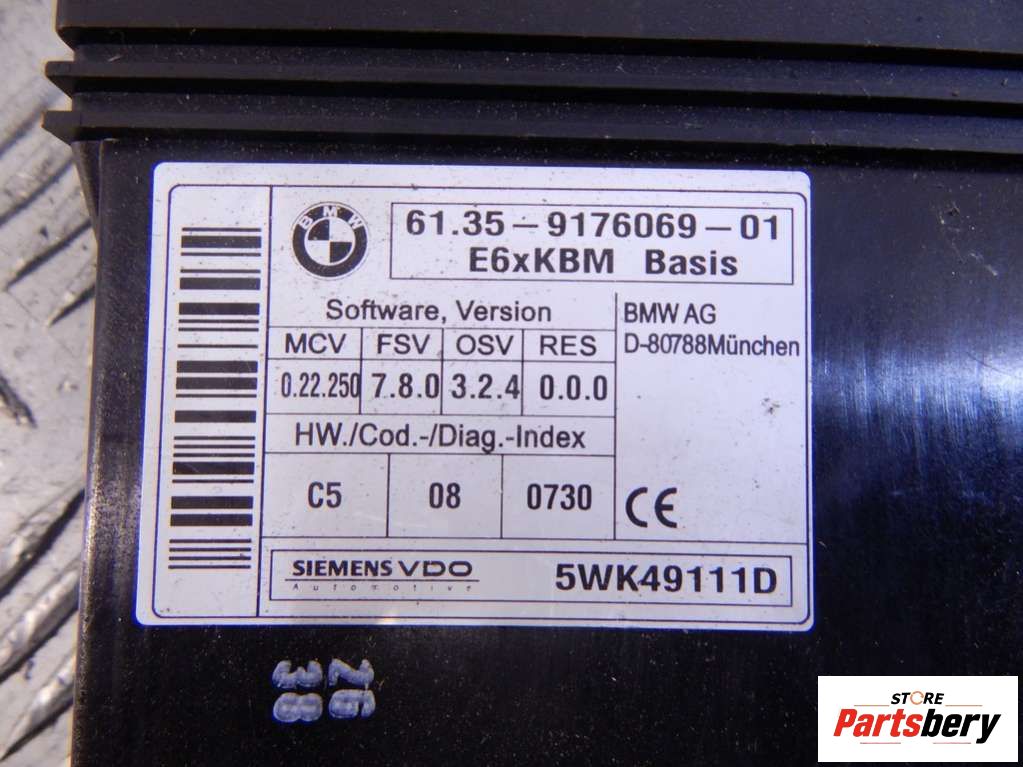 BMW
61.35-9176069-01
E6xKBM Basis
Software, Version
MCV FSV OSV RES
0.22.250 7.8.0 3.2.4 0.0.0
HW./Cod.-/Diag.-Index
C5 08 0730
BMW AG
D-80788München
CE
SIEMENS VDO
Automotive
5WK49111D
STORE
Partsbery